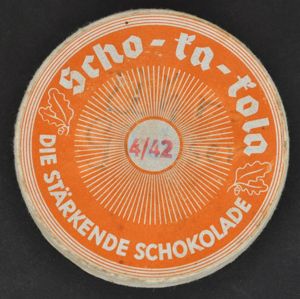 Scho-ka-kola
4/42
DIE STÄRKENDE SCHOKOLADE